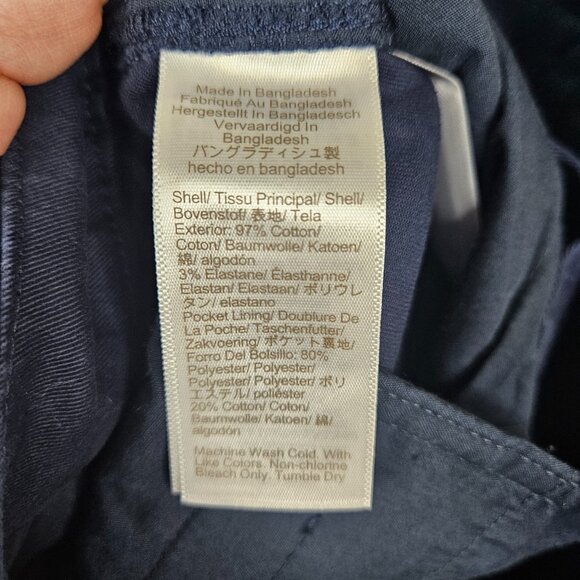 Made In Bangladesh
Fabriqué Au Bangladesh
Hergestellt In Bangladesch
Vervaardigd In
Bangladesh
バングラディシュ製
hecho en bangladesh
Shell/ Tissu Principal/ Shell/
Bovenstof/ 表地/ Tela
Exterior: 97% Cotton/
Coton/ Baumwolle/ Katoen/
綿/ algodón
3% Elastane/ Élasthanne/
Elastan/ Elastaan/ ポリウレ
タン/ elastano
Pocket Lining/ Doublure De
La Poche/ Taschenfutter/
Zakvoering/ ポケット裏地/
Forro Del Bolsillo: 80%
Polyester/ Polyester/
Polyester/ Polyester/ ポリ
エステル/ poliéster
20% Cotton/ Coton/
Baumwolle/ Katoen/ 綿/
algodón
Machine Wash Cold. With
Like Colors. Non-chlorine
Bleach Only. Tumble Dry